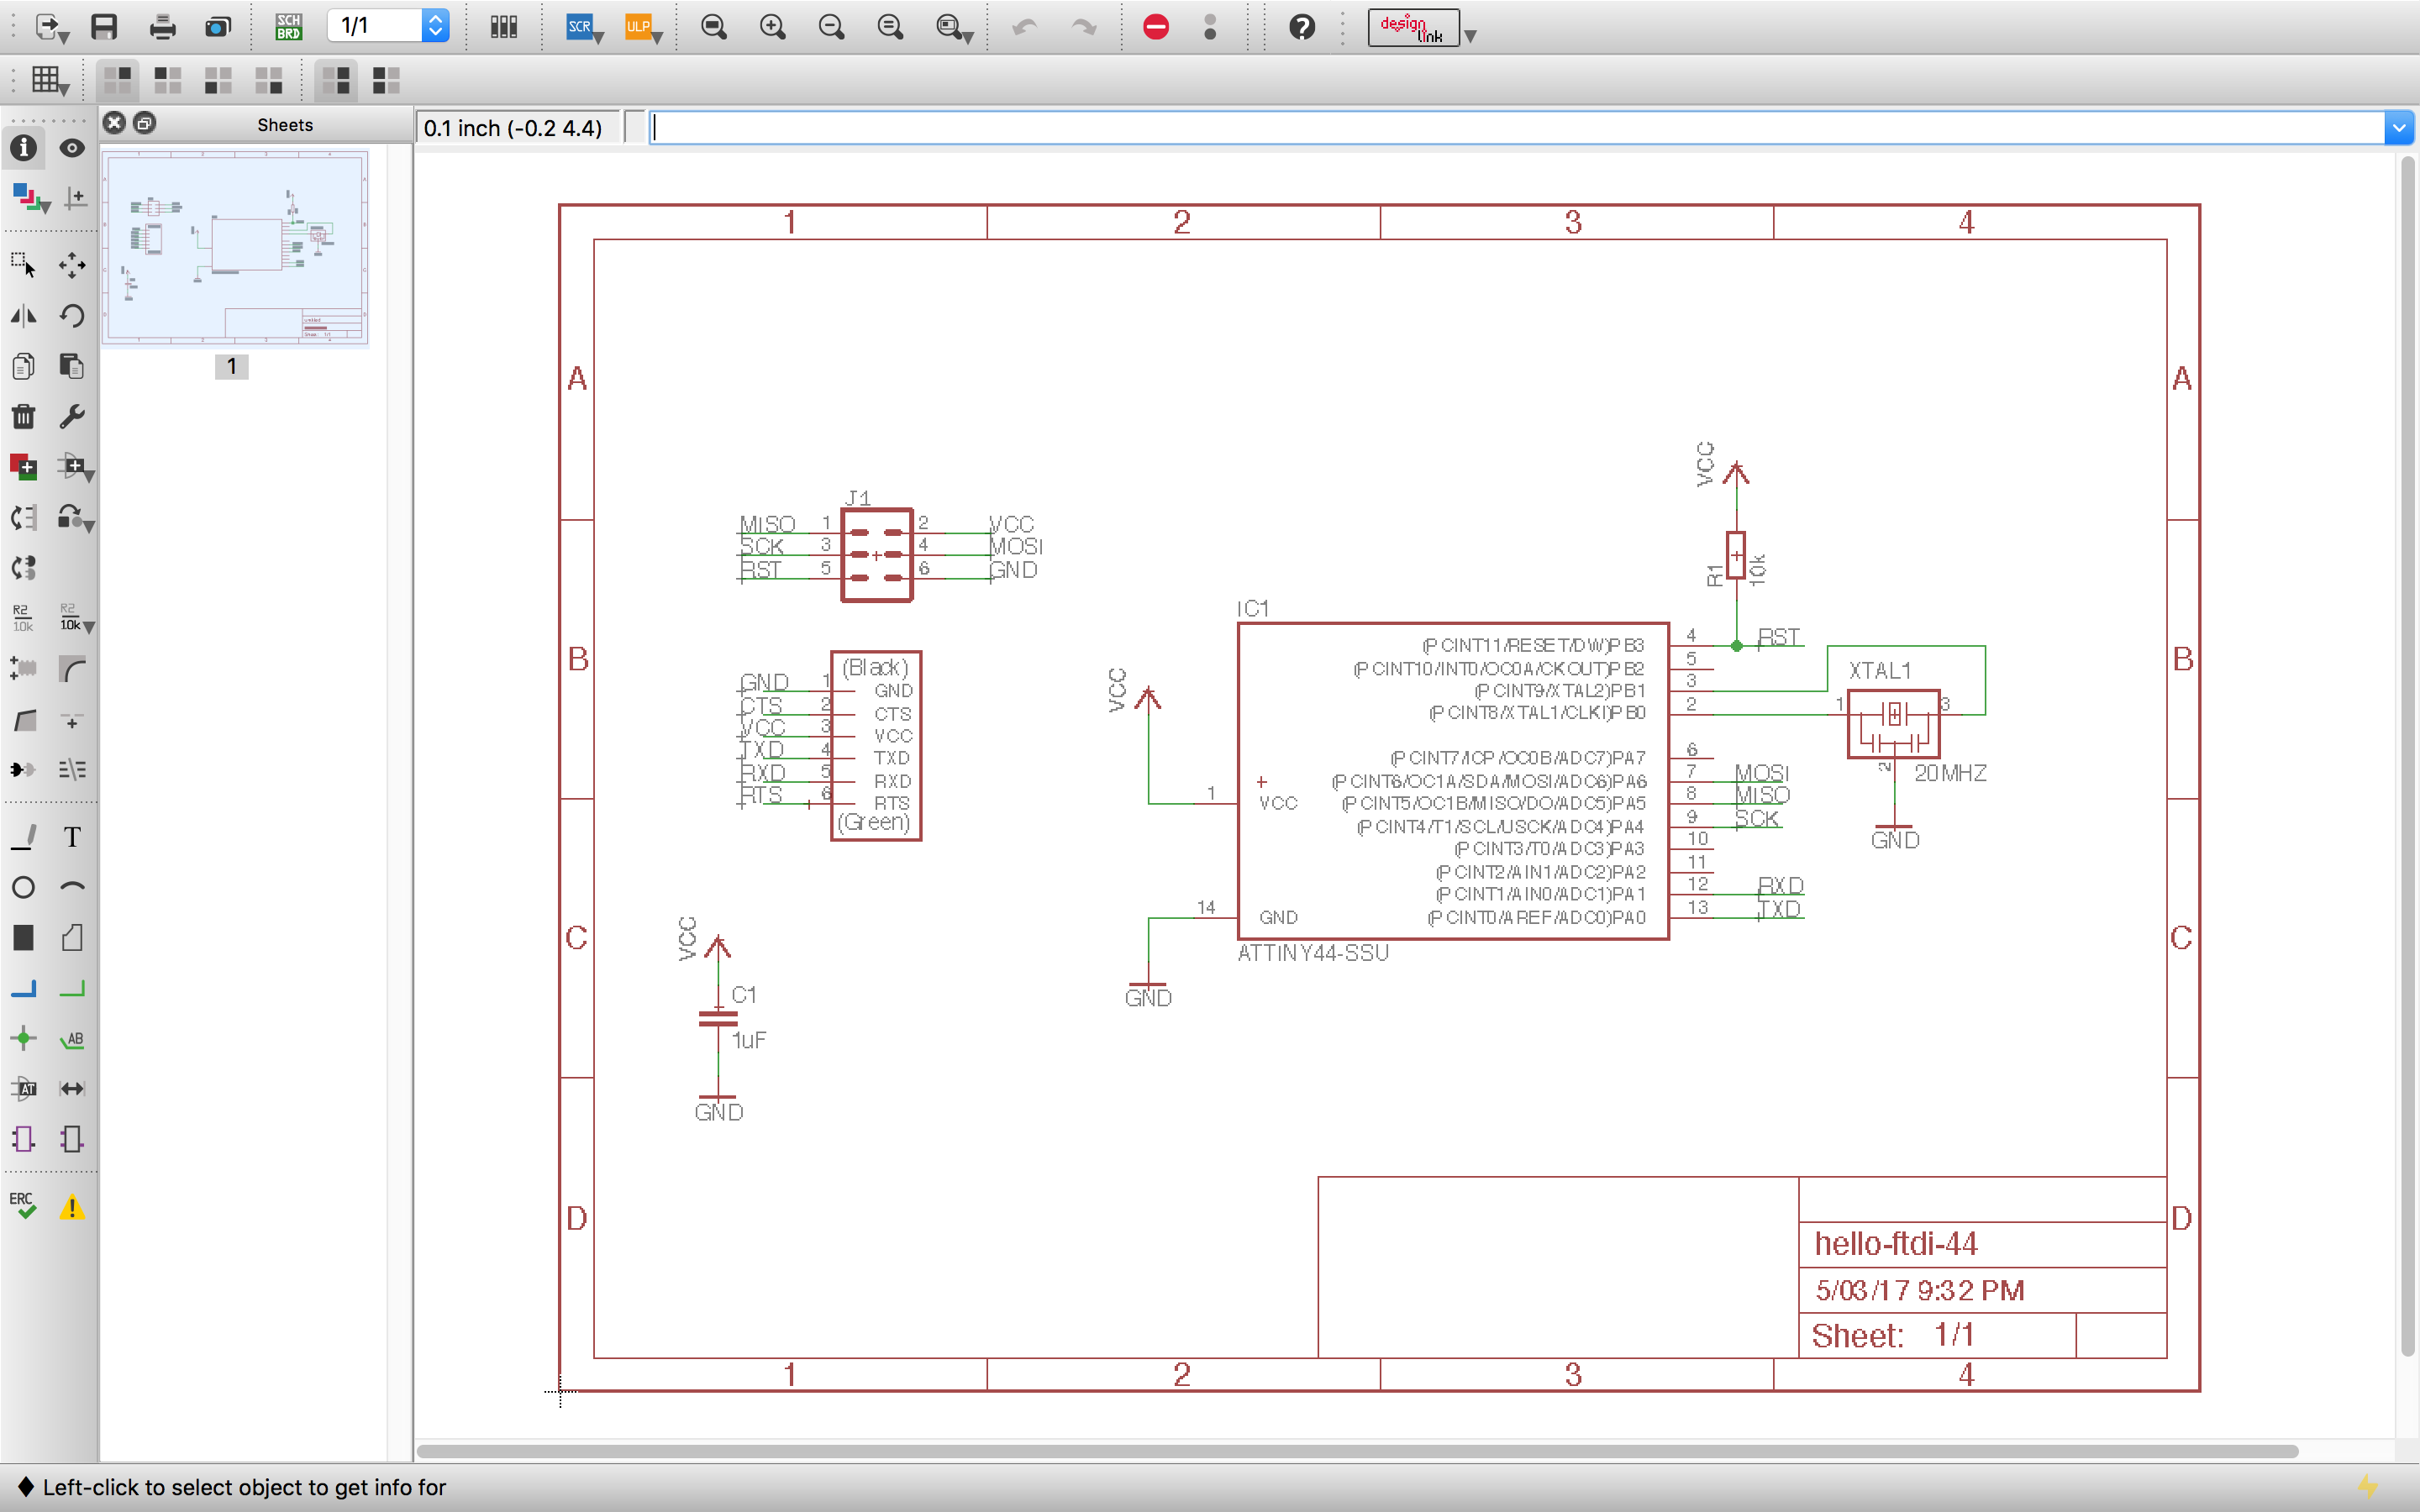 SCH
BRD
1/1
SCR
ULP
design
link
Sheets
0.1 inch (-0.2 4.4)
1
R2
10k
R2
10k
T
AB
AT
ERC
1 2 3 4
A A
B B
C C
D D
1 2 3 4
J1
MISO 1 2 VCC
SCK 3 4 MOSI
RST 5 6 GND
(Black)
GND 1 GND
CTS 2 CTS
VCC 3 VCC
TXD 4 TXD
RXD 5 RXD
RTS 6 RTS
(Green)
VCC
C1
1uF
GND
VCC
1 VCC
14 GND
GND
IC1
(PCINT11/RESET/DW)PB3 4 RST
(PCINT10/INT0/OC0A/CKOUT)PB2 5
(PCINT9/XTAL2)PB1 3
(PCINT8/XTAL1/CLKI)PB0 2
(PCINT7/ICP/OC0B/ADC7)PA7 6
(PCINT6/OC1A/SDA/MOSI/ADC6)PA6 7 MOSI
(PCINT5/OC1B/MISO/DO/ADC5)PA5 8 MISO
(PCINT4/T1/SCL/USCK/ADC4)PA4 9 SCK
(PCINT3/T0/ADC3)PA3 10
(PCINT2/AIN1/ADC2)PA2 11
(PCINT1/AIN0/ADC1)PA1 12 RXD
(PCINT0/AREF/ADC0)PA0 13 TXD
ATTINY44-SSU
VCC
R1
10k
XTAL1
1 3
2
20MHZ
GND
hello-ftdi-44
5/03/17 9:32 PM
Sheet: 1/1
Left-click to select object to get info for